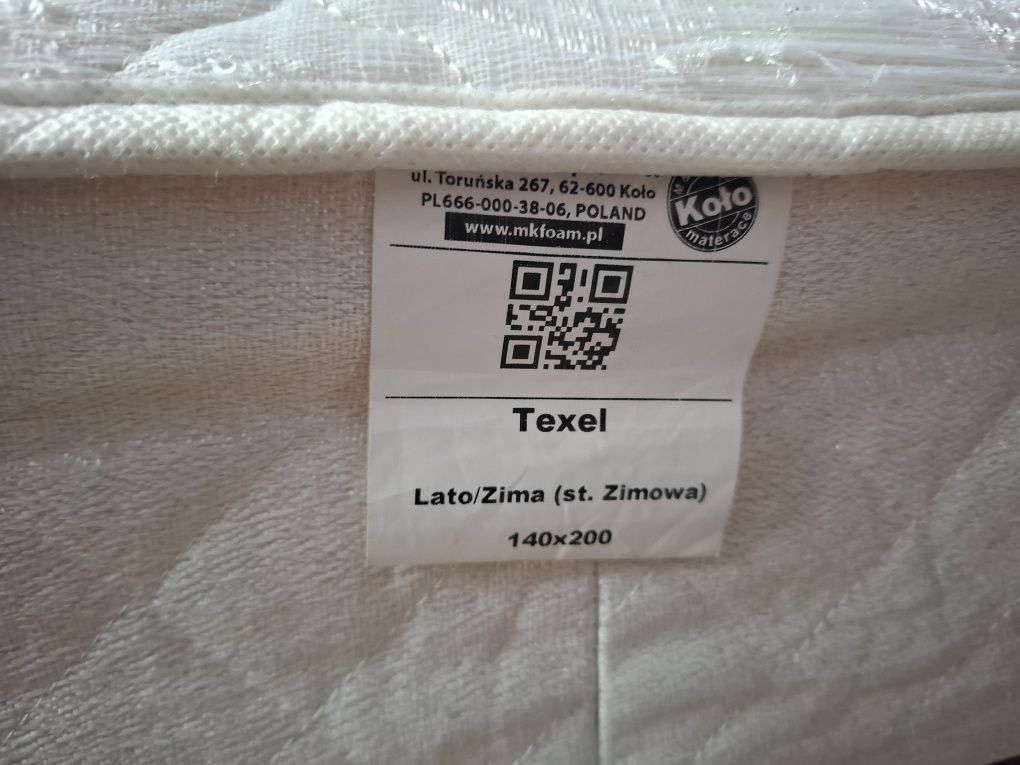 ul. Toruńska 267, 62-600 Koło
PL666-000-38-06, POLAND
www.mkfoam.pl
Koło
materace
Texel
Lato/Zima (st. Zimowa)
140x200